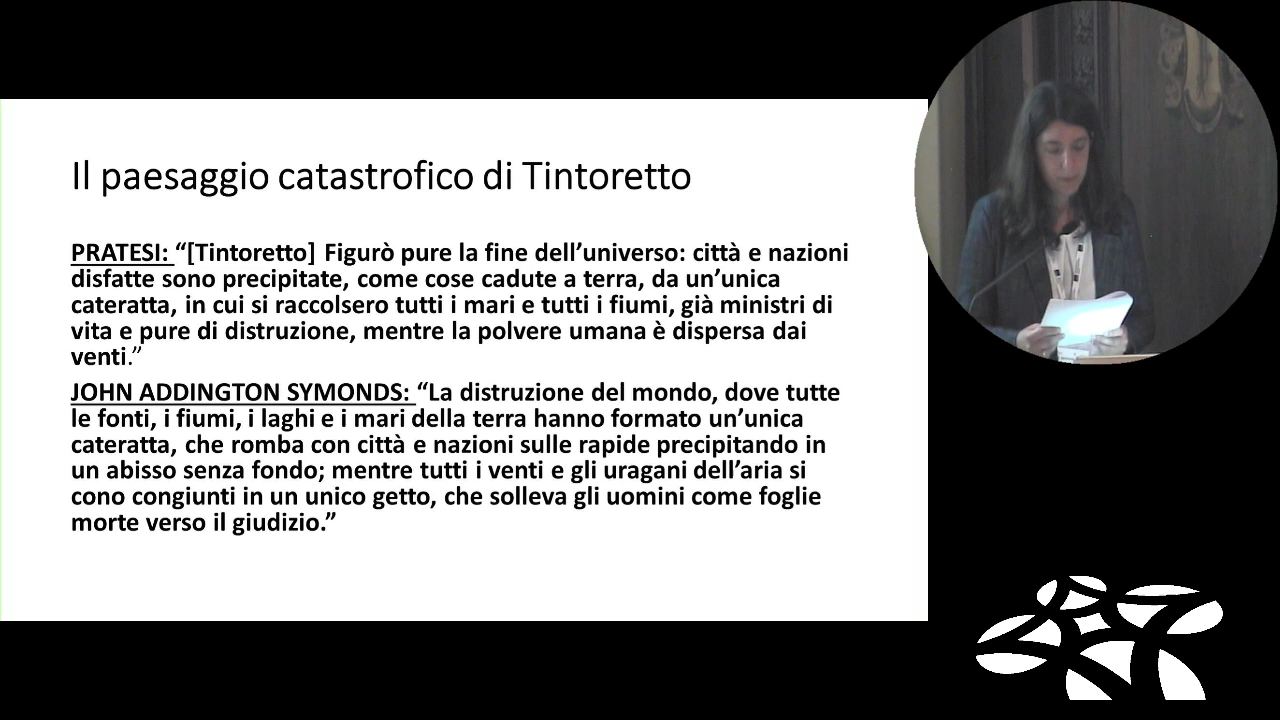 Il paesaggio catastrofico di Tintoretto
PRATESI: “[Tintoretto] Figurò pure la fine dell’universo: città e nazioni
disfatte sono precipitate, come cose cadute a terra, da un’unica
cateratta, in cui si raccolsero tutti i mari e tutti i fiumi, già ministri di
vita e pure di distruzione, mentre la polvere umana è dispersa dai
venti.”
JOHN ADDINGTON SYMONDS: “La distruzione del mondo, dove tutte
le fonti, i fiumi, i laghi e i mari della terra hanno formato un’unica
cateratta, che romba con città e nazioni sulle rapide precipitando in
un abisso senza fondo; mentre tutti i venti e gli uragani dell’aria si
cono congiunti in un unico getto, che solleva gli uomini come foglie
morte verso il giudizio.”